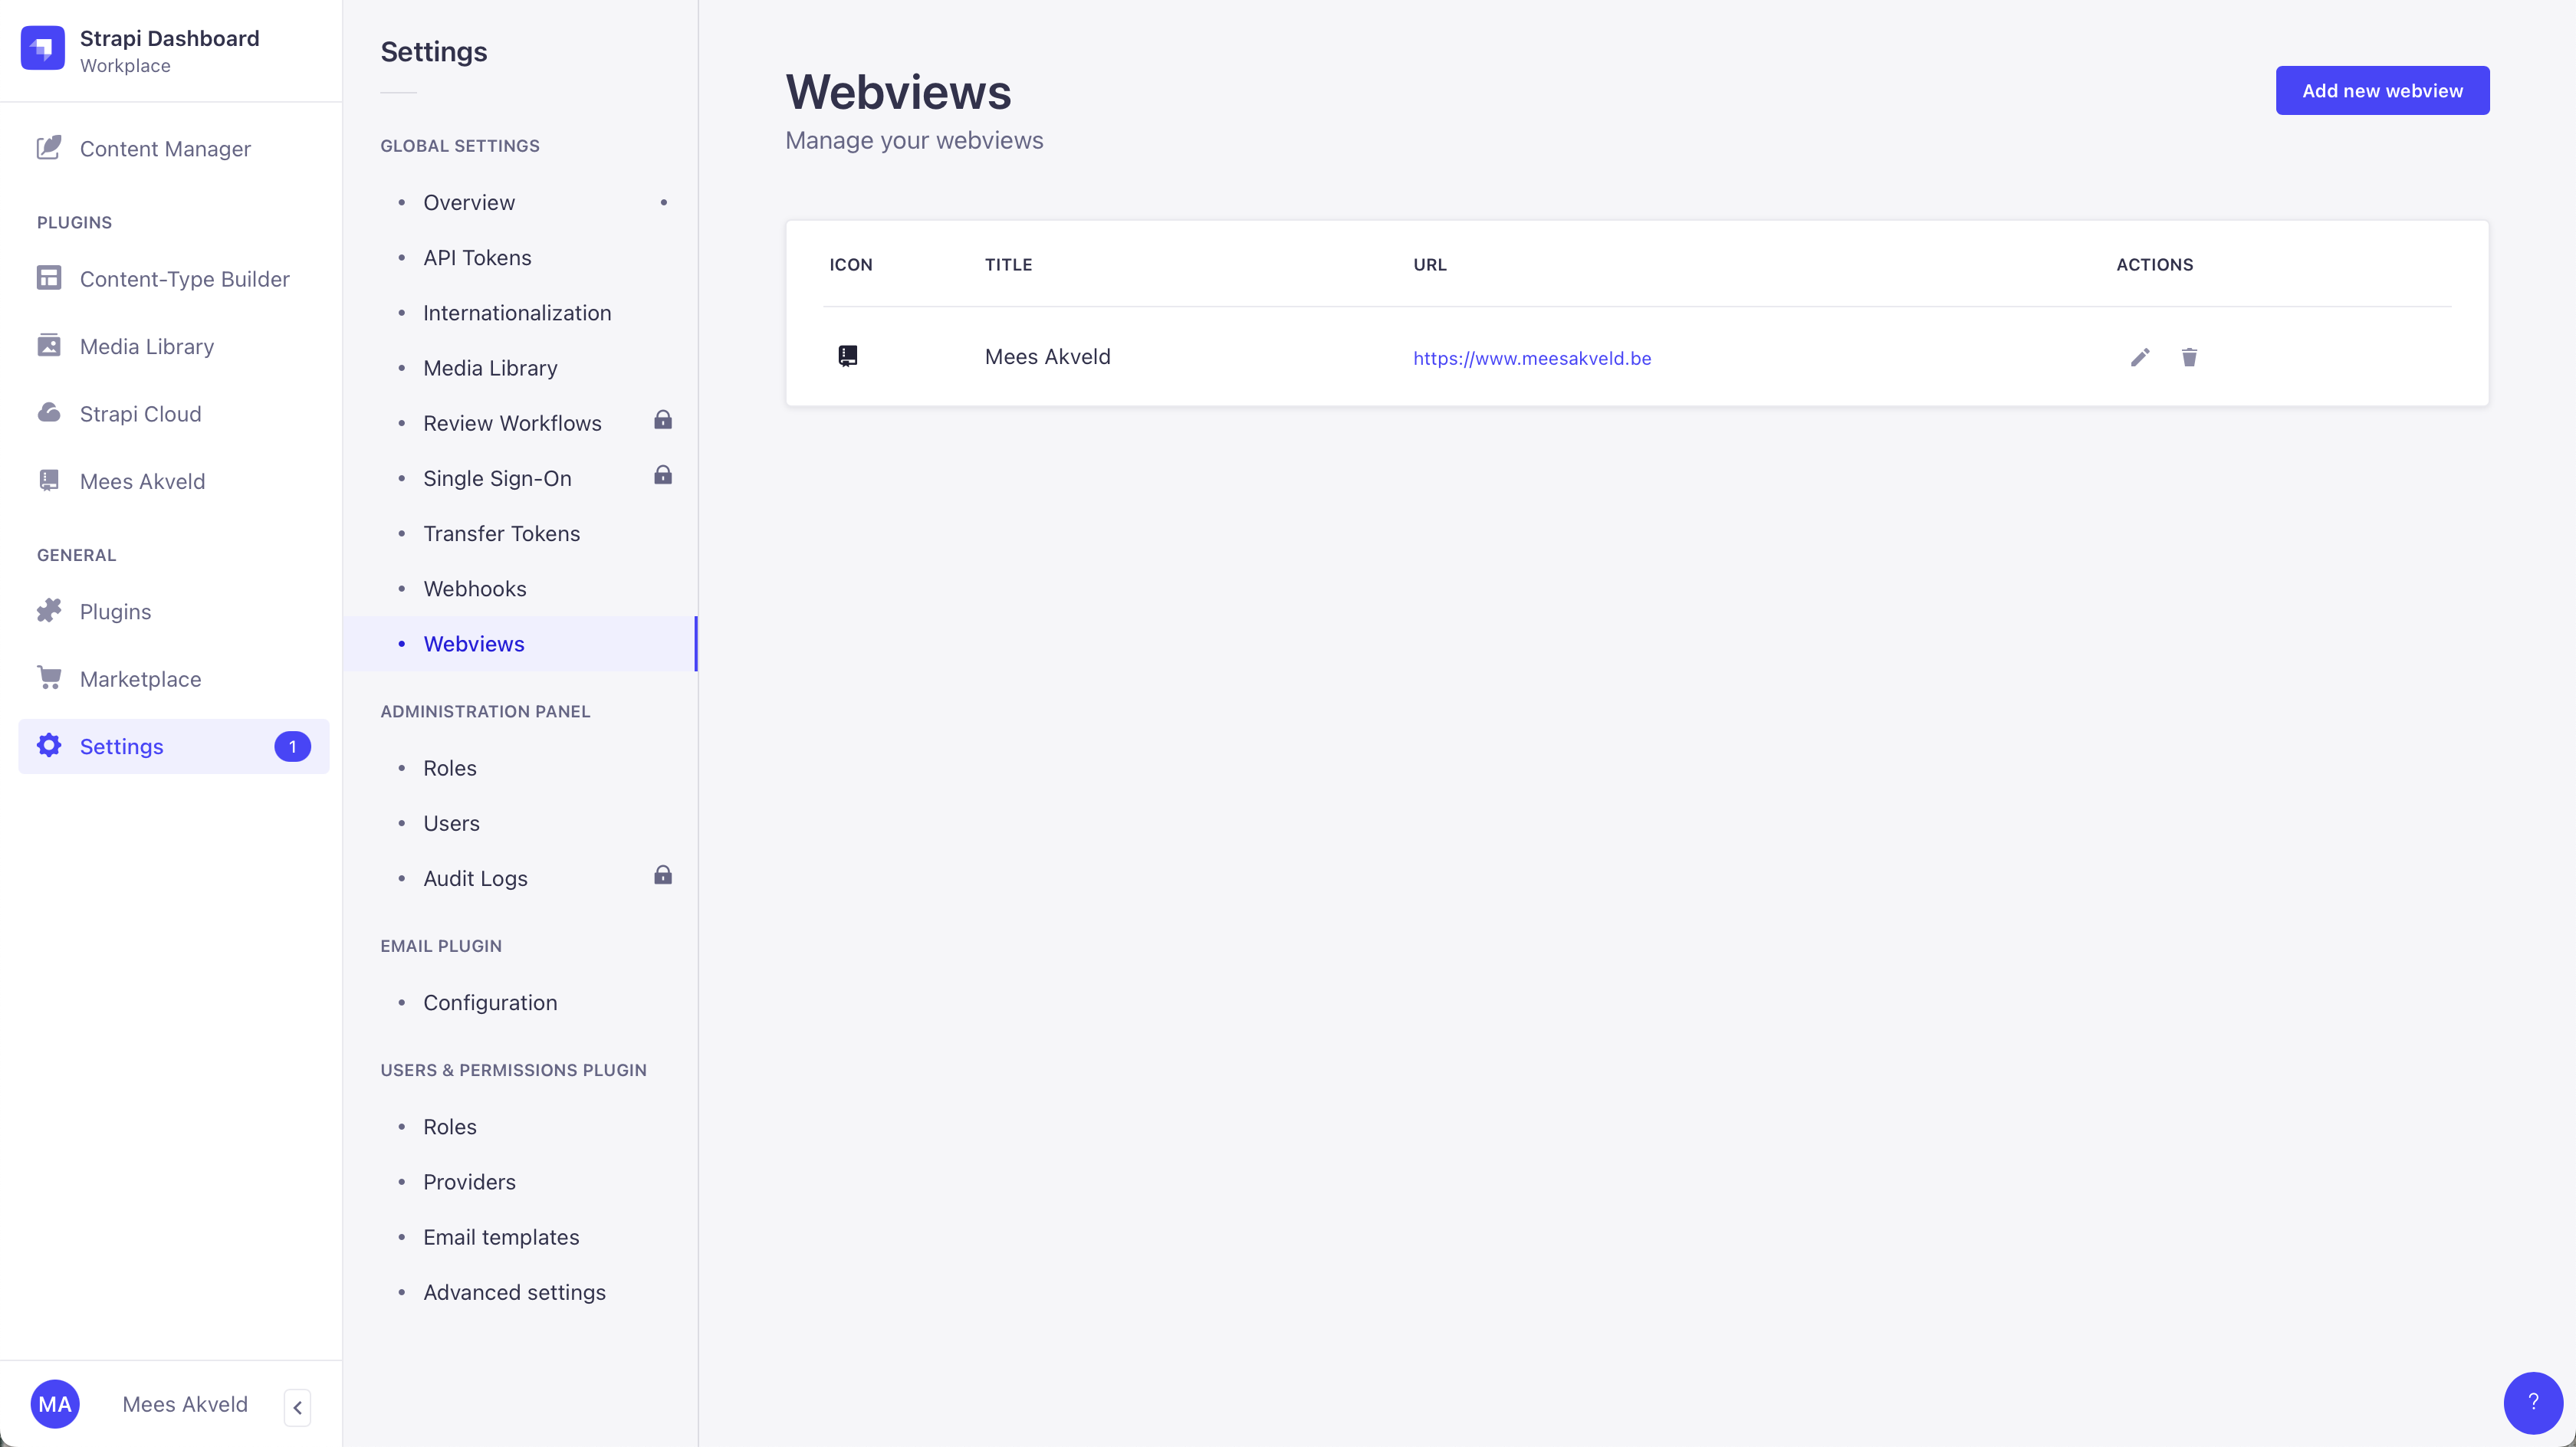 Strapi Dashboard
Workplace
Content Manager
PLUGINS
Content-Type Builder
Media Library
Strapi Cloud
Mees Akveld
GENERAL
Plugins
Marketplace
Settings 1
MA Mees Akveld
Settings
GLOBAL SETTINGS
Overview
API Tokens
Internationalization
Media Library
Review Workflows
Single Sign-On
Transfer Tokens
Webhooks
Webviews
ADMINISTRATION PANEL
Roles
Users
Audit Logs
EMAIL PLUGIN
Configuration
USERS & PERMISSIONS PLUGIN
Roles
Providers
Email templates
Advanced settings
Webviews
Manage your webviews
Add new webview
ICON TITLE URL ACTIONS
Mees Akveld https://www.meesakveld.be
?